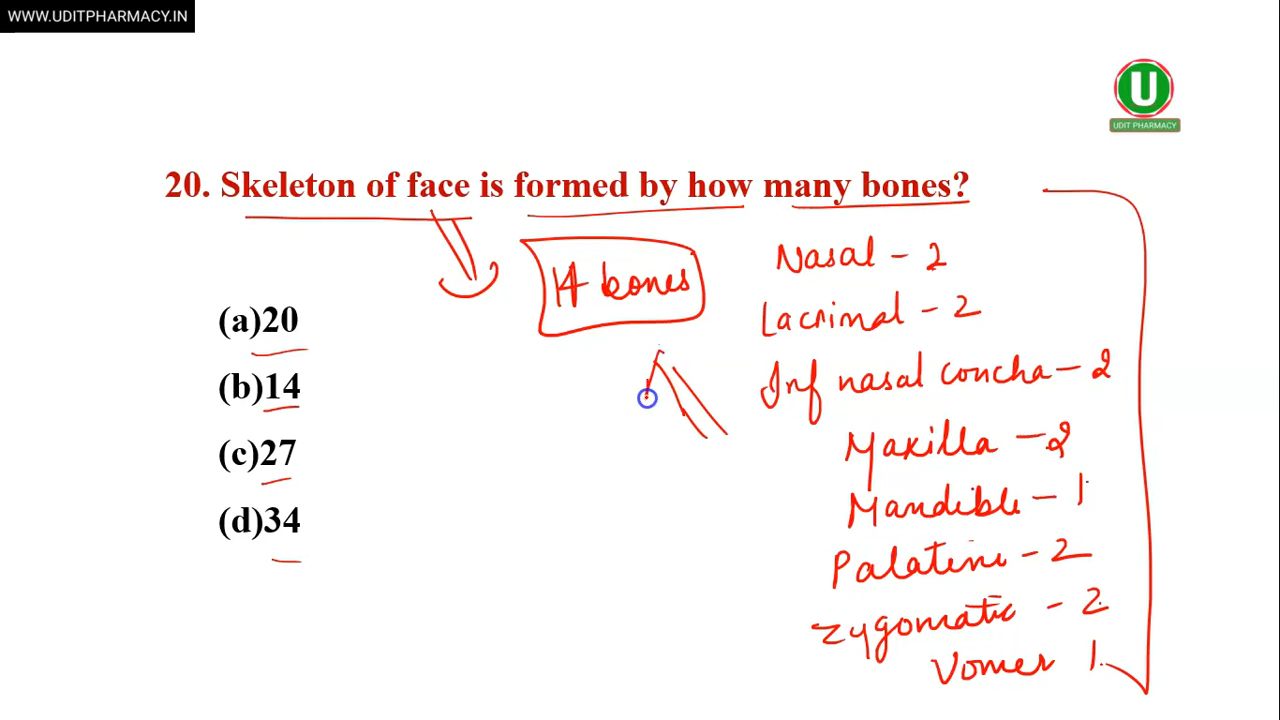 WWW.UDITPHARMACY.IN
U
UDIT PHARMACY
20. Skeleton of face is formed by how many bones?
14 bones
(a)20
(b)14
(c)27
(d)34
Nasal - 2
Lacrimal - 2
Inf nasal concha - 2
Maxilla - 2
Mandible - 1
Palatine - 2
Zygomatic - 2
Vomer 1